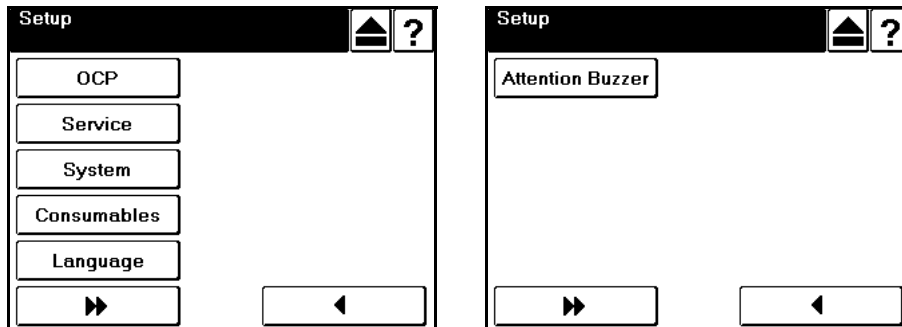 Setup
?
OCP
Service
System
Consumables
Language
Setup
?
Attention Buzzer